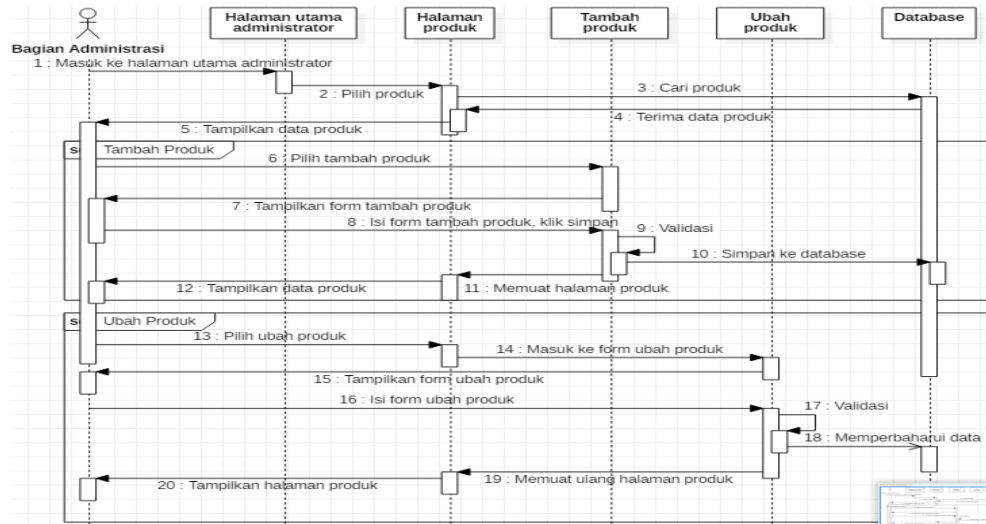 Halaman utama
administrator
Halaman
produk
Tambah
produk
Ubah
produk
Database
Bagian Administrasi
1 : Masuk ke halaman utama administrator
2 : Pilih produk
3 : Cari produk
4 : Terima data produk
5 : Tampilkan data produk
Tambah Produk
6 : Pilih tambah produk
7 : Tampilkan form tambah produk
8 : Isi form tambah produk, klik simpan
9 : Validasi
10 : Simpan ke database
11 : Memuat halaman produk
12 : Tampilkan data produk
Ubah Produk
13 : Pilih ubah produk
14 : Masuk ke form ubah produk
15 : Tampilkan form ubah produk
16 : Isi form ubah produk
17 : Validasi
18 : Memperbaharui data
19 : Memuat ulang halaman produk
20 : Tampilkan halaman produk